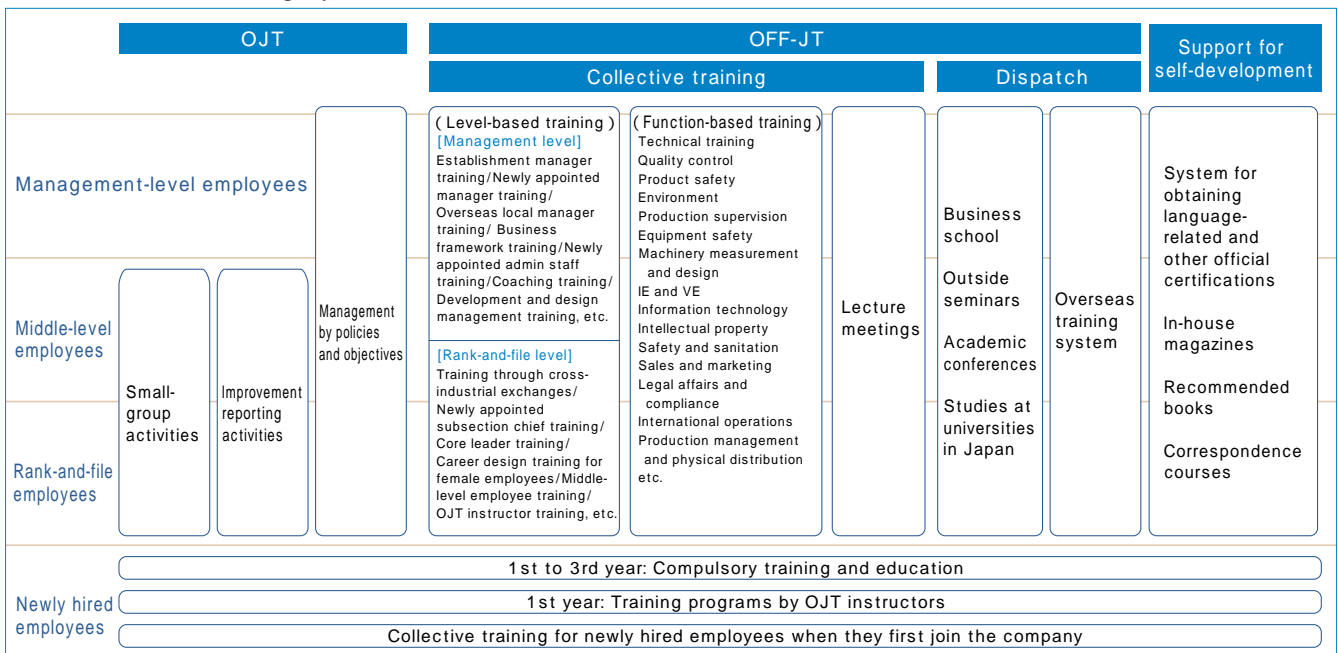 OJT
OFF-JT
Support for
self-development
Collective training
Dispatch
Management-level employees
Middle-level
employees
Rank-and-file
employees
Small-
group
activities
Improvement
reporting
activities
Management
by policies
and objectives
(Level-based training)
[Management level]
Establishment manager
training/Newly appointed
manager training/
Overseas local manager
training/ Business
framework training/Newly
appointed admin staff
training/Coaching training/
Development and design
management training, etc.
[Rank-and-file level]
Training through cross-
industrial exchanges/
Newly appointed
subsection chief training/
Core leader training/
Career design training for
female employees/Middle-
level employee training/
OJT instructor training, etc.
(Function-based training)
Technical training
Quality control
Product safety
Environment
Production supervision
Equipment safety
Machinery measurement
and design
IE and VE
Information technology
Intellectual property
Safety and sanitation
Sales and marketing
Legal affairs and
compliance
International operations
Production management
and physical distribution
etc.
Lecture
meetings
Business
school
Outside
seminars
Academic
conferences
Studies at
universities
in Japan
Overseas
training
system
System for
obtaining
language-
related and
other official
certifications
In-house
magazines
Recommended
books
Correspondence
courses
Newly hired
employees
1st to 3rd year: Compulsory training and education
1st year: Training programs by OJT instructors
Collective training for newly hired employees when they first join the company